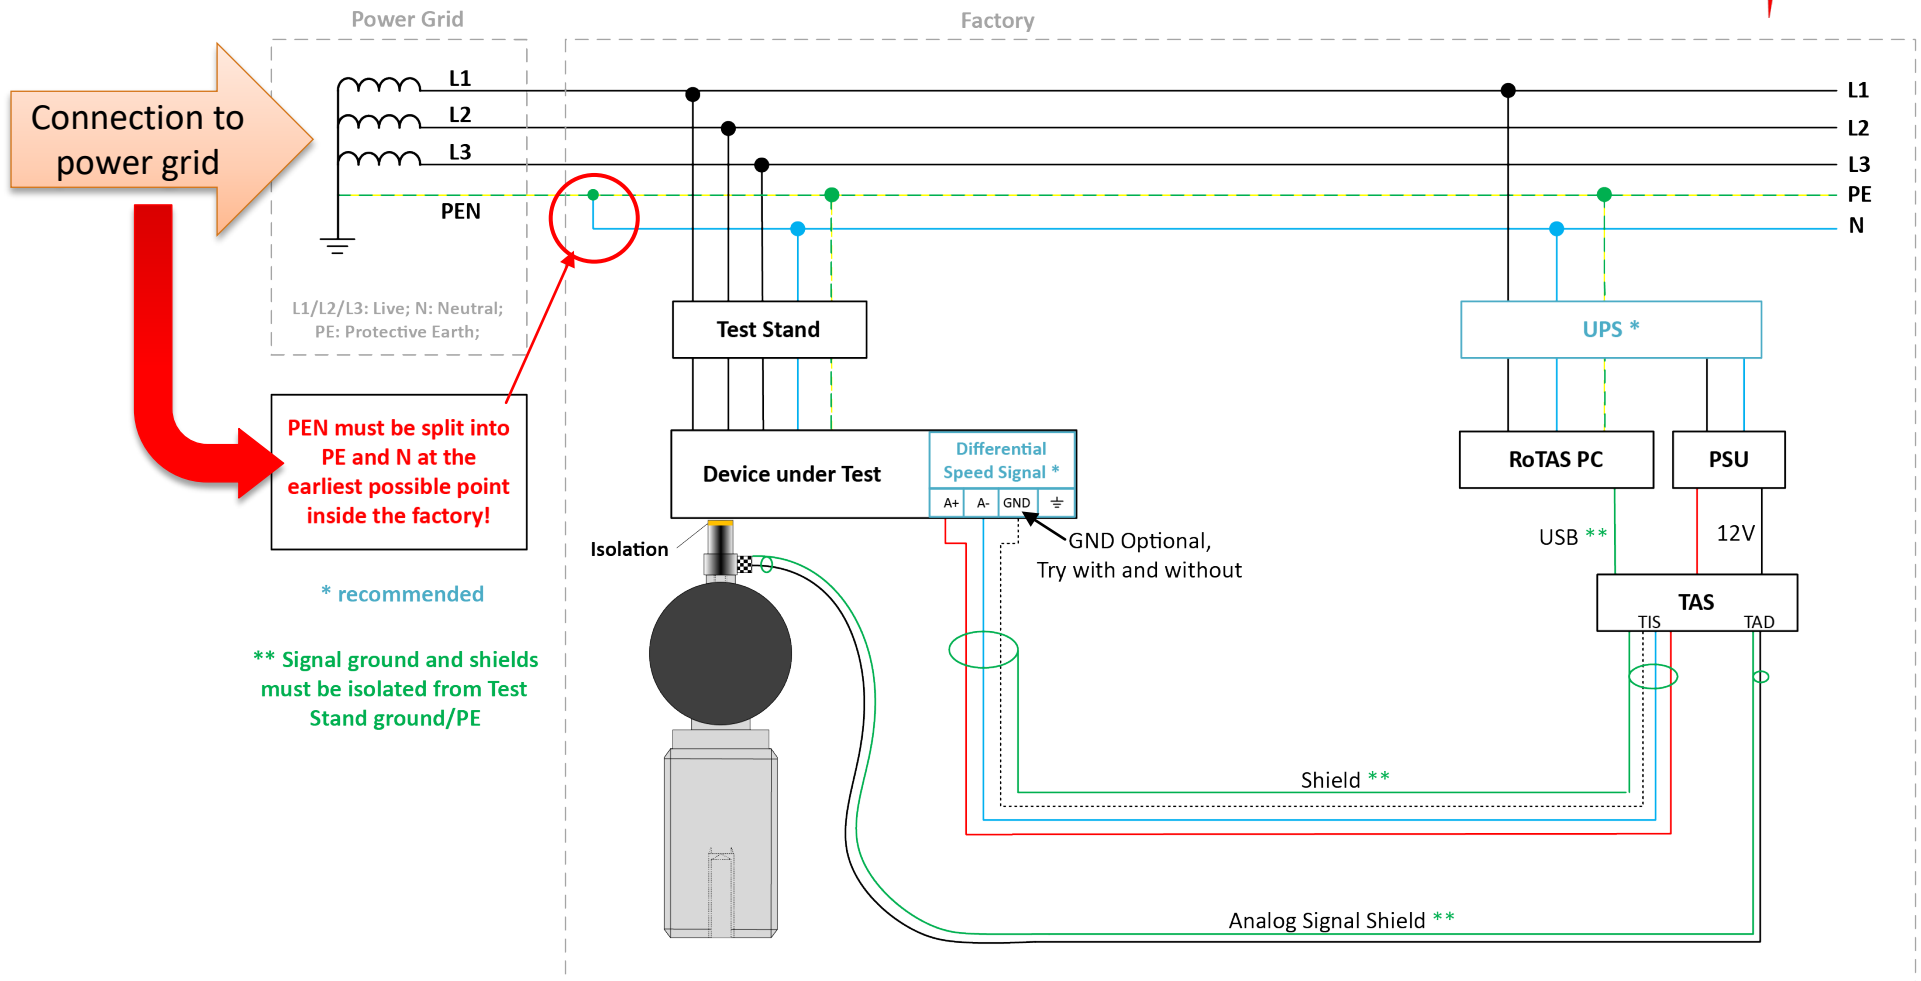 Power Grid
Factory
Connection to
power grid
L1
L2
L3
PEN
L1
L2
L3
PE
N
L1/L2/L3: Live; N: Neutral;
PE: Protective Earth;
Test Stand
UPS *
PEN must be split into
PE and N at the
earliest possible point
inside the factory!
Device under Test
Differential
Speed Signal *
A+
A-
GND
RoTAS PC
PSU
Isolation
GND Optional,
Try with and without
USB **
12V
* recommended
TAS
TIS
TAD
** Signal ground and shields
must be isolated from Test
Stand ground/PE
Shield **
Analog Signal Shield **